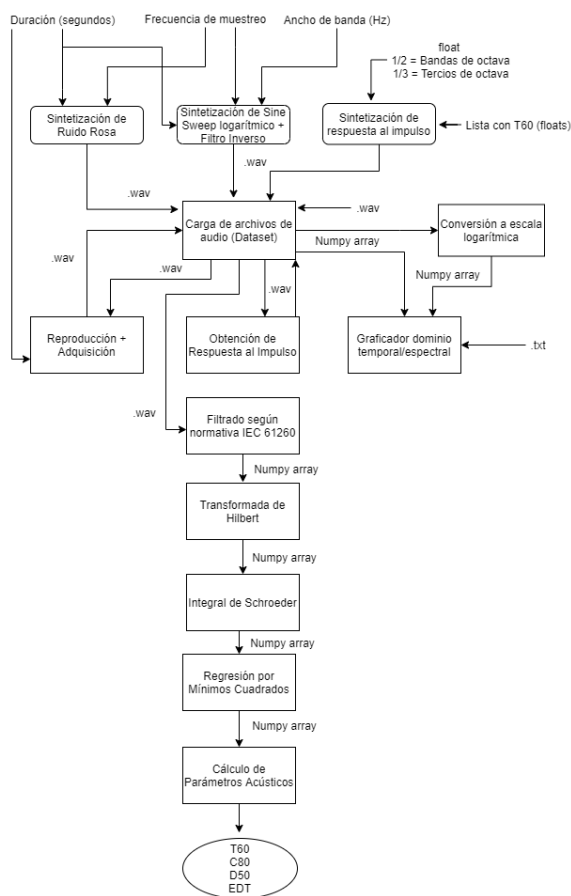 Duración (segundos)
Frecuencia de muestreo
Ancho de banda (Hz)
float
1/2 = Bandas de octava
1/3 = Tercios de octava
Sintetización de
Ruido Rosa
Sintetización de Sine
Sweep logarítmico +
Filtro Inverso
Sintetización de
respuesta al impulso
Lista con T60 (floats)
.wav
.wav
.wav
.wav
Carga de archivos de
audio (Dataset)
Conversión a escala
logarítmica
Numpy array
.wav
.wav
.wav
Numpy array
Reproducción +
Adquisición
Obtención de
Respuesta al Impulso
Graficador dominio
temporal/espectral
.txt
.wav
Filtrado según
normativa IEC 61260
Numpy array
Transformada de
Hilbert
Numpy array
Integral de Schroeder
Numpy array
Regresión por
Mínimos Cuadrados
Numpy array
Cálculo de
Parámetros Acústicos
T60
C80
D50
EDT